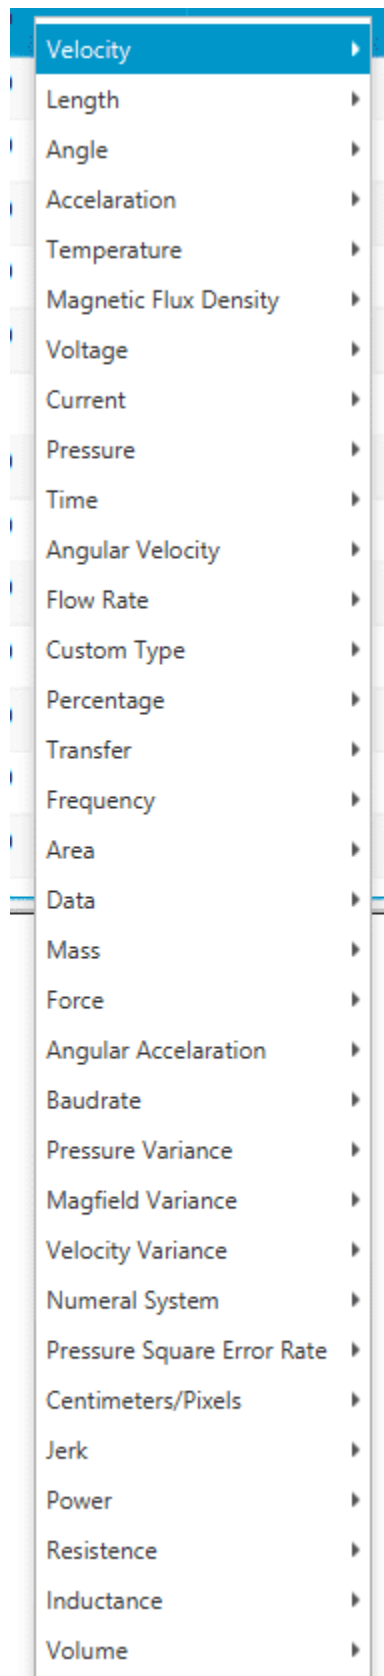 Velocity
Length
Angle
Accelaration
Temperature
Magnetic Flux Density
Voltage
Current
Pressure
Time
Angular Velocity
Flow Rate
Custom Type
Percentage
Transfer
Frequency
Area
Data
Mass
Force
Angular Accelaration
Baudrate
Pressure Variance
Magfield Variance
Velocity Variance
Numeral System
Pressure Square Error Rate
Centimeters/Pixels
Jerk
Power
Resistence
Inductance
Volume